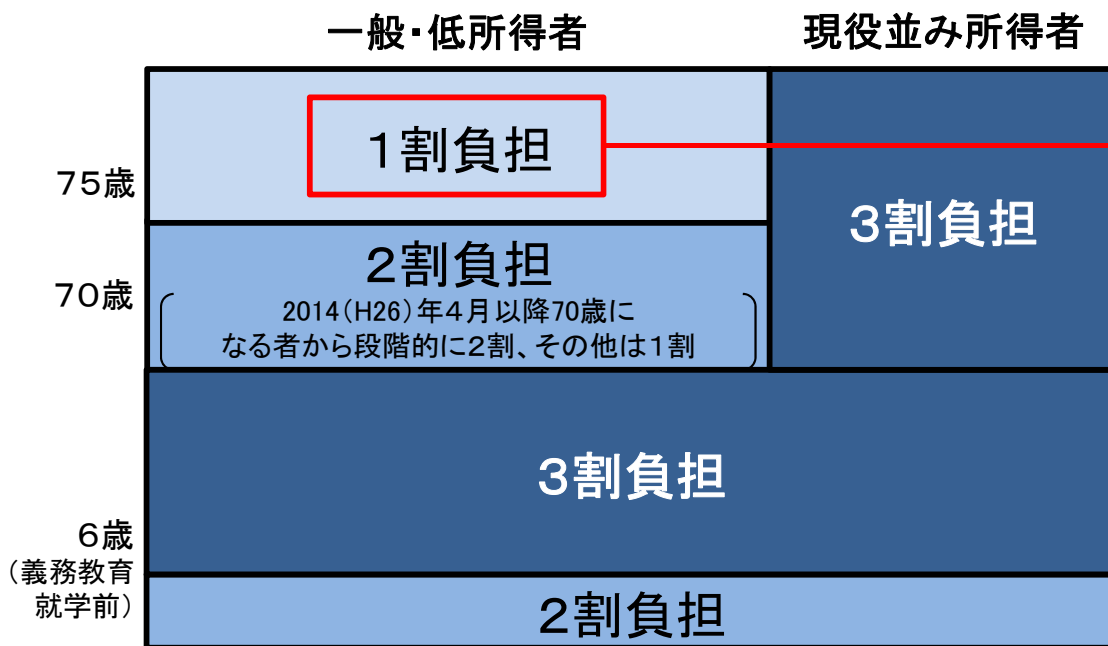 一般・低所得者
現役並み所得者
1割負担
75歳
3割負担
2割負担
70歳
2014(H26)年4月以降70歳に
なる者から段階的に2割、その他は1割
3割負担
6歳
(義務教育
就学前)
2割負担